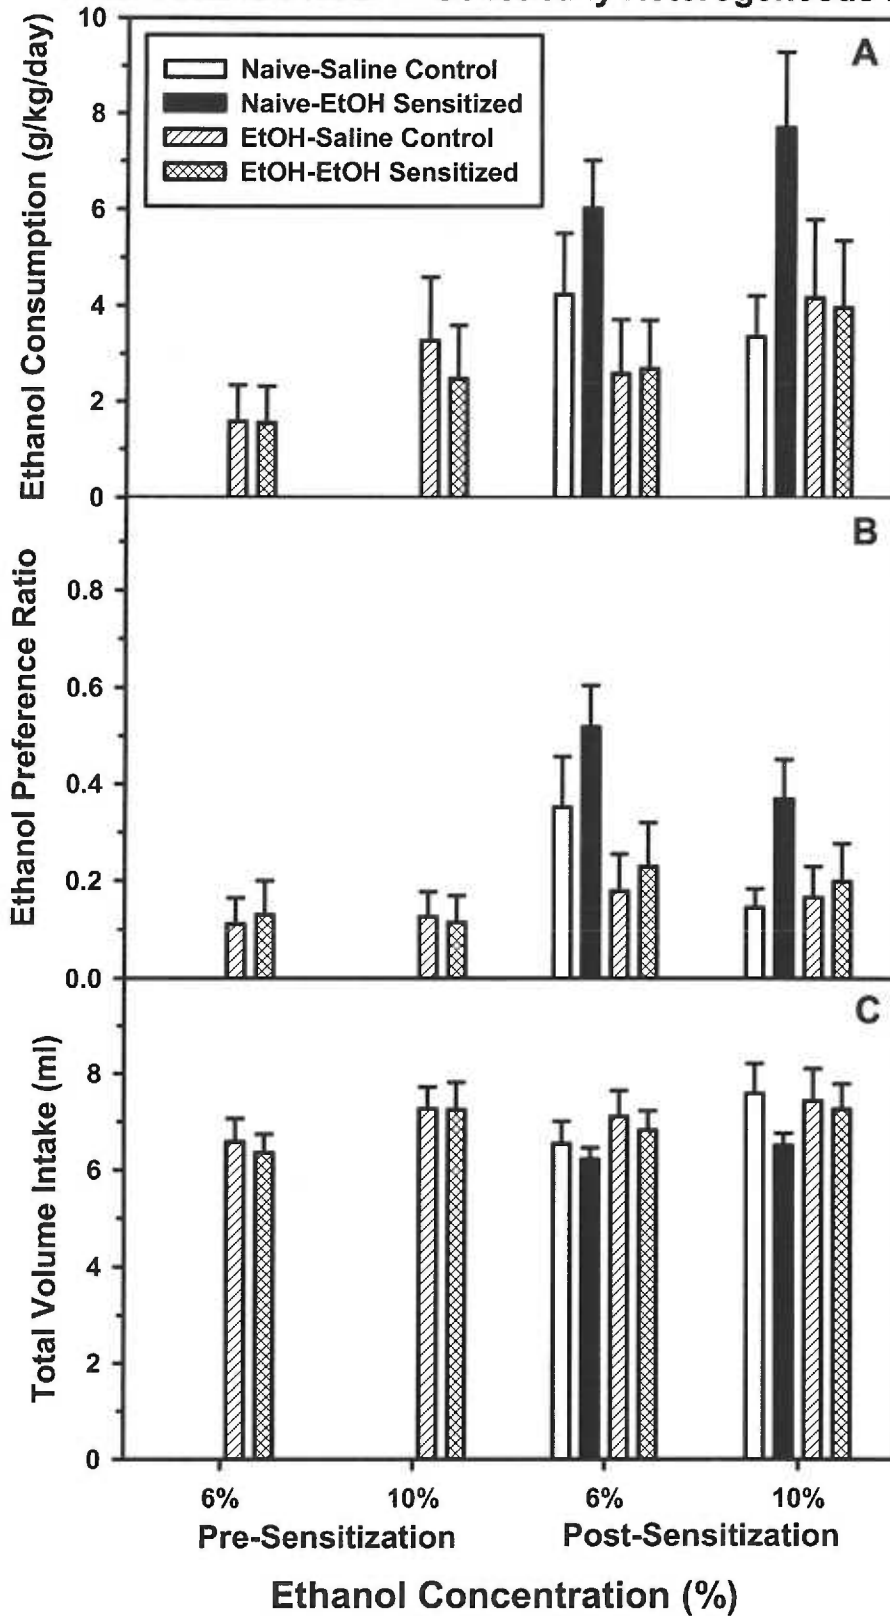 Heterogeneous
10
8
6
4
2
0
Ethanol Consumption (g/kg/day)
A
Naive-Saline Control
Naive-EtOH Sensitized
EtOH-Saline Control
EtOH-EtOH Sensitized
B
0.8
0.6
0.4
0.2
0.0
Ethanol Preference Ratio
C
8
6
4
2
0
Total Volume Intake (ml)
6% 10% 6% 10%
Pre-Sensitization Post-Sensitization
Ethanol Concentration (%)